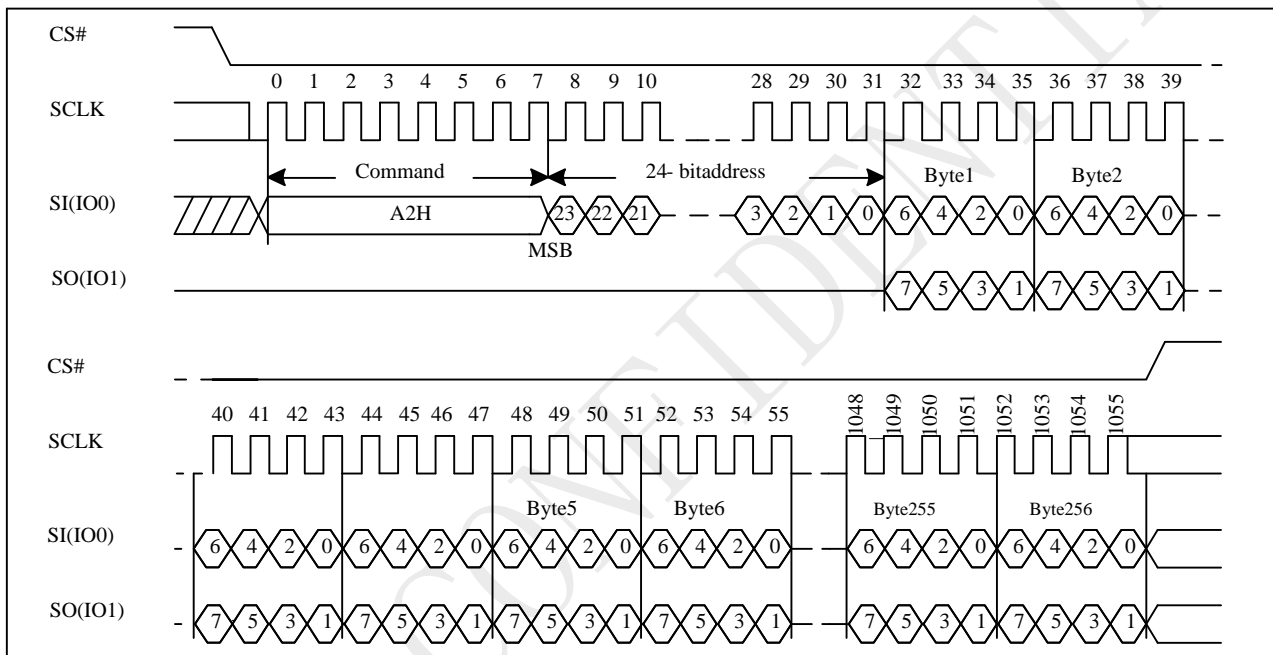 CS#
0 1 2 3 4 5 6 7 8 9 10 28 29 30 31 32 33 34 35 36 37 38 39
SCLK
Command 24- bitaddress Byte1 Byte2
SI(IO0) A2H 23 22 21 3 2 1 0 6 4 2 0 6 4 2 0
MSB
SO(IO1) 7 5 3 1 7 5 3 1
CS#
40 41 42 43 44 45 46 47 48 49 50 51 52 53 54 55 1048 1049 1050 1051 1052 1053 1054 1055
SCLK
Byte5 Byte6 Byte255 Byte256
SI(IO0) 6 4 2 0 6 4 2 0 6 4 2 0 6 4 2 0 6 4 2 0 6 4 2 0
SO(IO1) 7 5 3 1 7 5 3 1 7 5 3 1 7 5 3 1 7 5 3 1 7 5 3 1
CONFIDENTIA